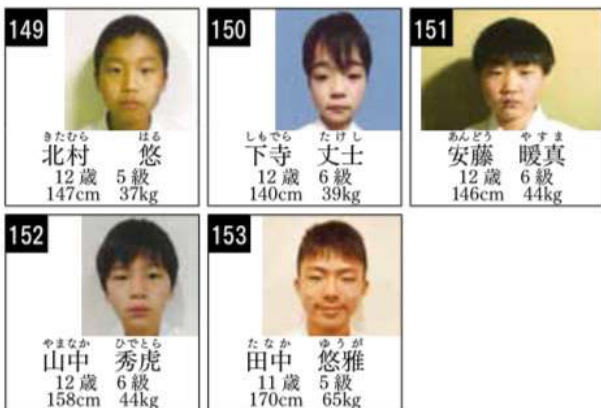 149
きたむら はる
北村 悠
12歳 5級
147cm 37kg
150
しもでら たけし
下寺 丈士
12歳 6級
140cm 39kg
151
あんどう やすま
安藤 暖真
12歳 6級
146cm 44kg
152
やまなか ひでとら
山中 秀虎
12歳 6級
158cm 44kg
153
たなか ゆうが
田中 悠雅
11歳 5級
170cm 65kg